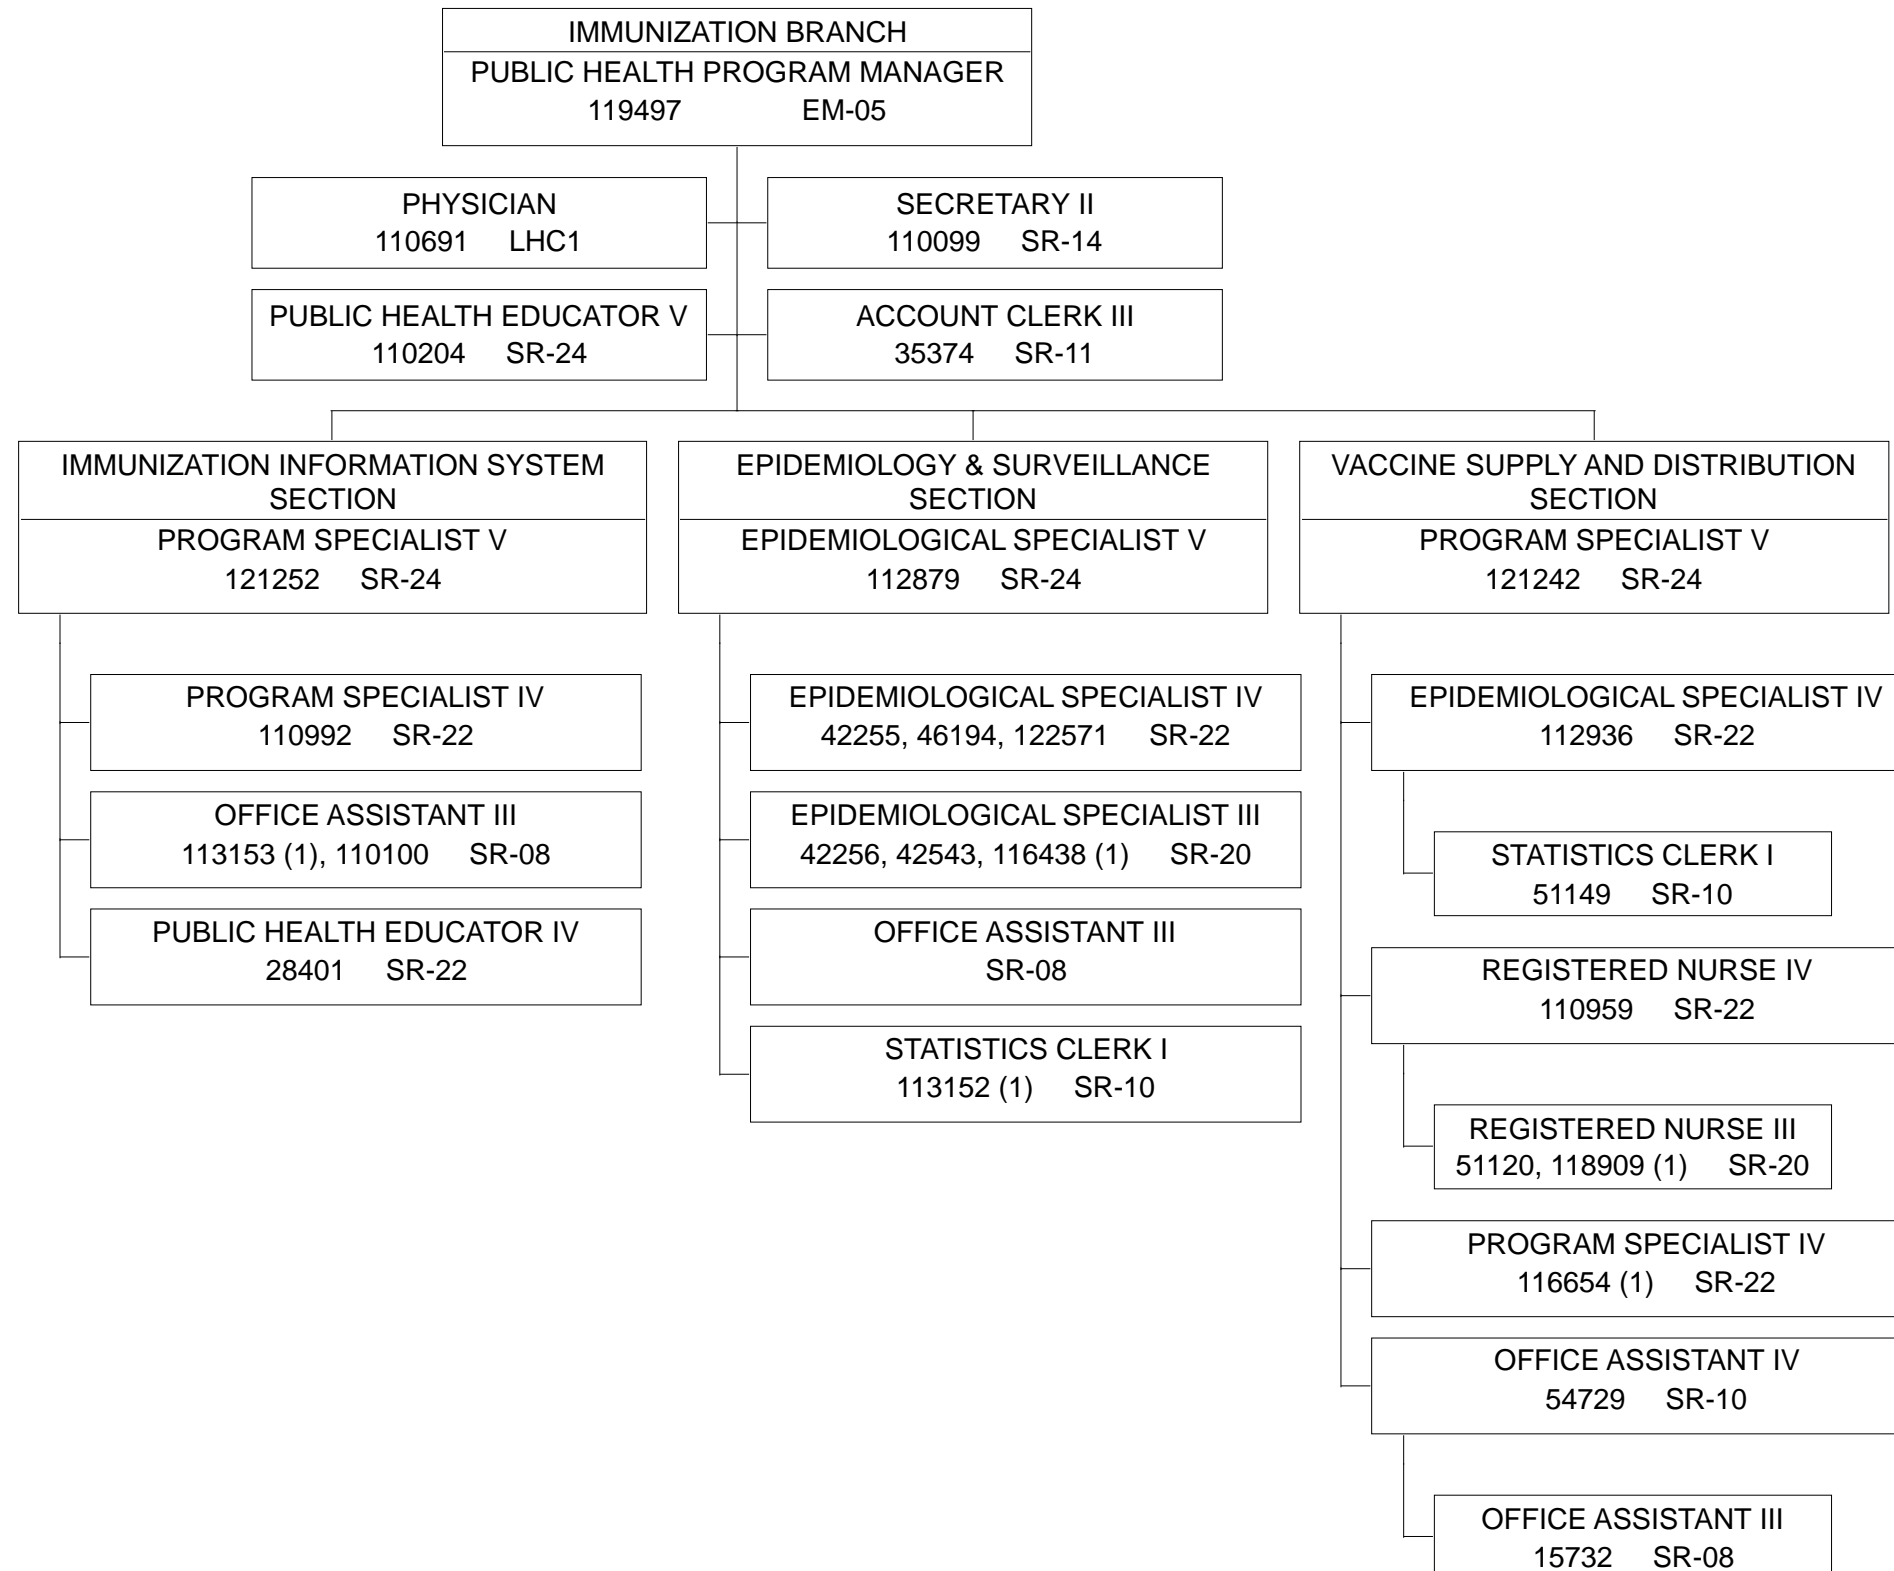 IMMUNIZATION BRANCH
PUBLIC HEALTH PROGRAM MANAGER
119497 EM-05
PHYSICIAN
110691 LHC1
SECRETARY II
110099 SR-14
PUBLIC HEALTH EDUCATOR V
110204 SR-24
ACCOUNT CLERK III
35374 SR-11
IMMUNIZATION INFORMATION SYSTEM
SECTION
PROGRAM SPECIALIST V
121252 SR-24
PROGRAM SPECIALIST IV
110992 SR-22
OFFICE ASSISTANT III
113153 (1), 110100 SR-08
PUBLIC HEALTH EDUCATOR IV
28401 SR-22
EPIDEMIOLOGY & SURVEILLANCE
SECTION
EPIDEMIOLOGICAL SPECIALIST V
112879 SR-24
EPIDEMIOLOGICAL SPECIALIST IV
42255, 46194, 122571 SR-22
EPIDEMIOLOGICAL SPECIALIST III
42256, 42543, 116438 (1) SR-20
OFFICE ASSISTANT III
SR-08
STATISTICS CLERK I
113152 (1) SR-10
VACCINE SUPPLY AND DISTRIBUTION
SECTION
PROGRAM SPECIALIST V
121242 SR-24
EPIDEMIOLOGICAL SPECIALIST IV
112936 SR-22
STATISTICS CLERK I
51149 SR-10
REGISTERED NURSE IV
110959 SR-22
REGISTERED NURSE III
51120, 118909 (1) SR-20
PROGRAM SPECIALIST IV
116654 (1) SR-22
OFFICE ASSISTANT IV
54729 SR-10
OFFICE ASSISTANT III
15732 SR-08